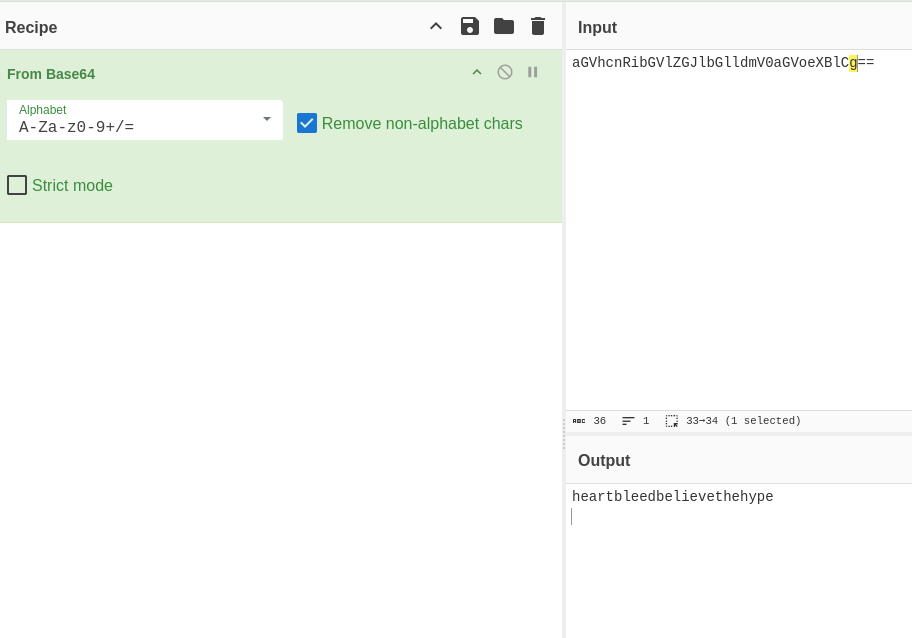 Recipe
From Base64
Alphabet
A-Za-z0-9+/=
Remove non-alphabet chars
Strict mode
Input
aGVhcnRibGVlZGJlbGlldmV0aGVoeXBlCg==
ABC 36 1 33→34 (1 selected)
Output
heartbleedbelievethehype